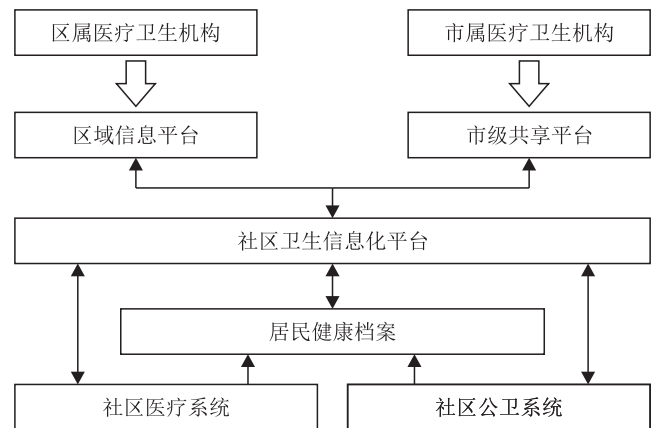 区属医疗卫生机构
市属医疗卫生机构
区域信息平台
市级共享平台
社区卫生信息化平台
居民健康档案
社区医疗系统
社区公卫系统